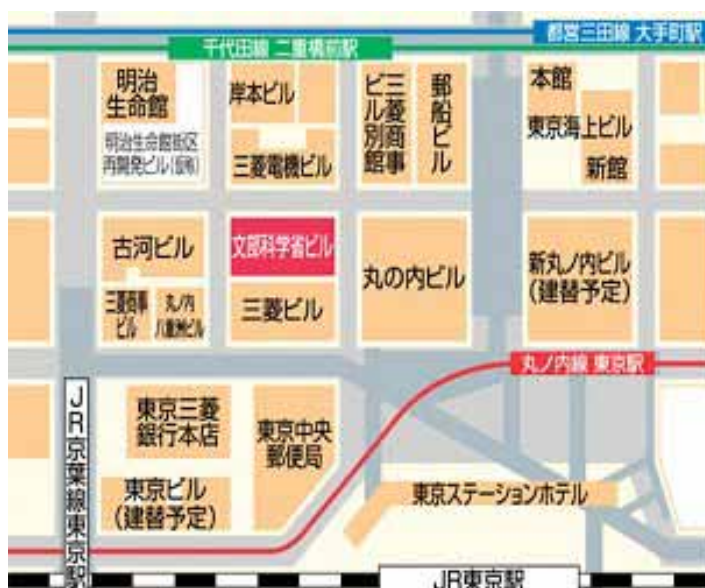 都営三田線 大手町駅
千代田線 二重橋前駅
明治
生命館
明治生命館街区
再開発ビル(仮称)
岸本ビル
三菱電機ビル
三菱商事
ビル別館
郵船ビル
本館
東京海上ビル
新館
古河ビル
三菱商事
ビル
丸ノ内
八重洲ビル
文部科学省ビル
三菱ビル
丸の内ビル
新丸ノ内ビル
(建替予定)
丸ノ内線 東京駅
JR京葉線東京駅
東京三菱
銀行本店
東京ビル
(建替予定)
東京中央
郵便局
東京ステーションホテル
JR東京駅